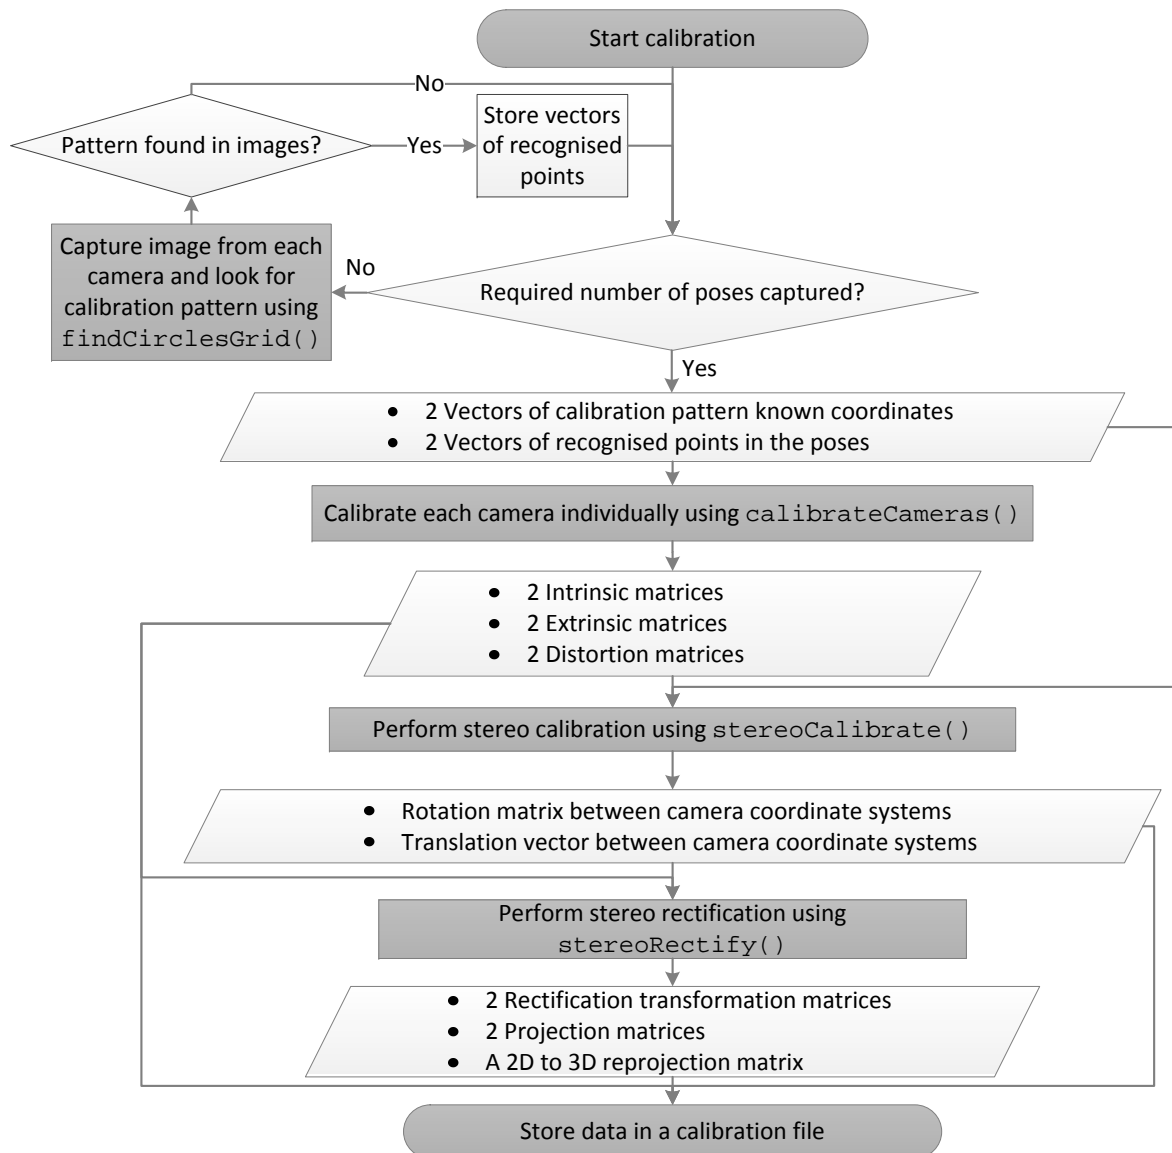 Start calibration
No
Pattern found in images?
Yes
Store vectors
of recognised
points
Capture image from each
camera and look for
calibration pattern using
findCirclesGrid()
No
Required number of poses captured?
Yes
• 2 Vectors of calibration pattern known coordinates
• 2 Vectors of recognised points in the poses
Calibrate each camera individually using calibrateCameras()
• 2 Intrinsic matrices
• 2 Extrinsic matrices
• 2 Distortion matrices
Perform stereo calibration using stereoCalibrate()
• Rotation matrix between camera coordinate systems
• Translation vector between camera coordinate systems
Perform stereo rectification using
stereoRectify()
• 2 Rectification transformation matrices
• 2 Projection matrices
• A 2D to 3D reprojection matrix
Store data in a calibration file